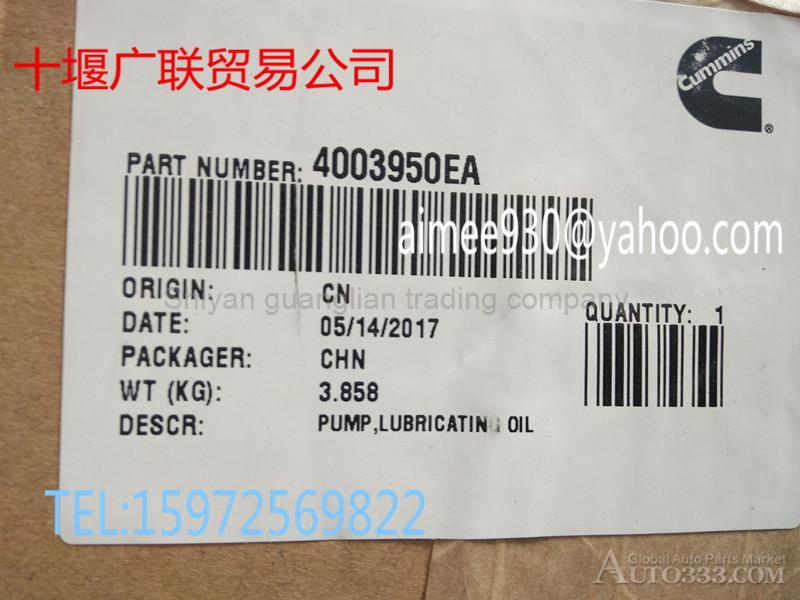 十堰广联贸易公司
Cummins
®
PART NUMBER: 4003950EA
aimee930@yahoo.com
ORIGIN: CN
Shiyan guanglian trading company
DATE: 05/14/2017
QUANTITY: 1
PACKAGER: CHN
WT (KG): 3.858
DESCR: PUMP,LUBRICATING OIL
TEL:15972569822
Global Auto Parts Market
AUTO333.COM